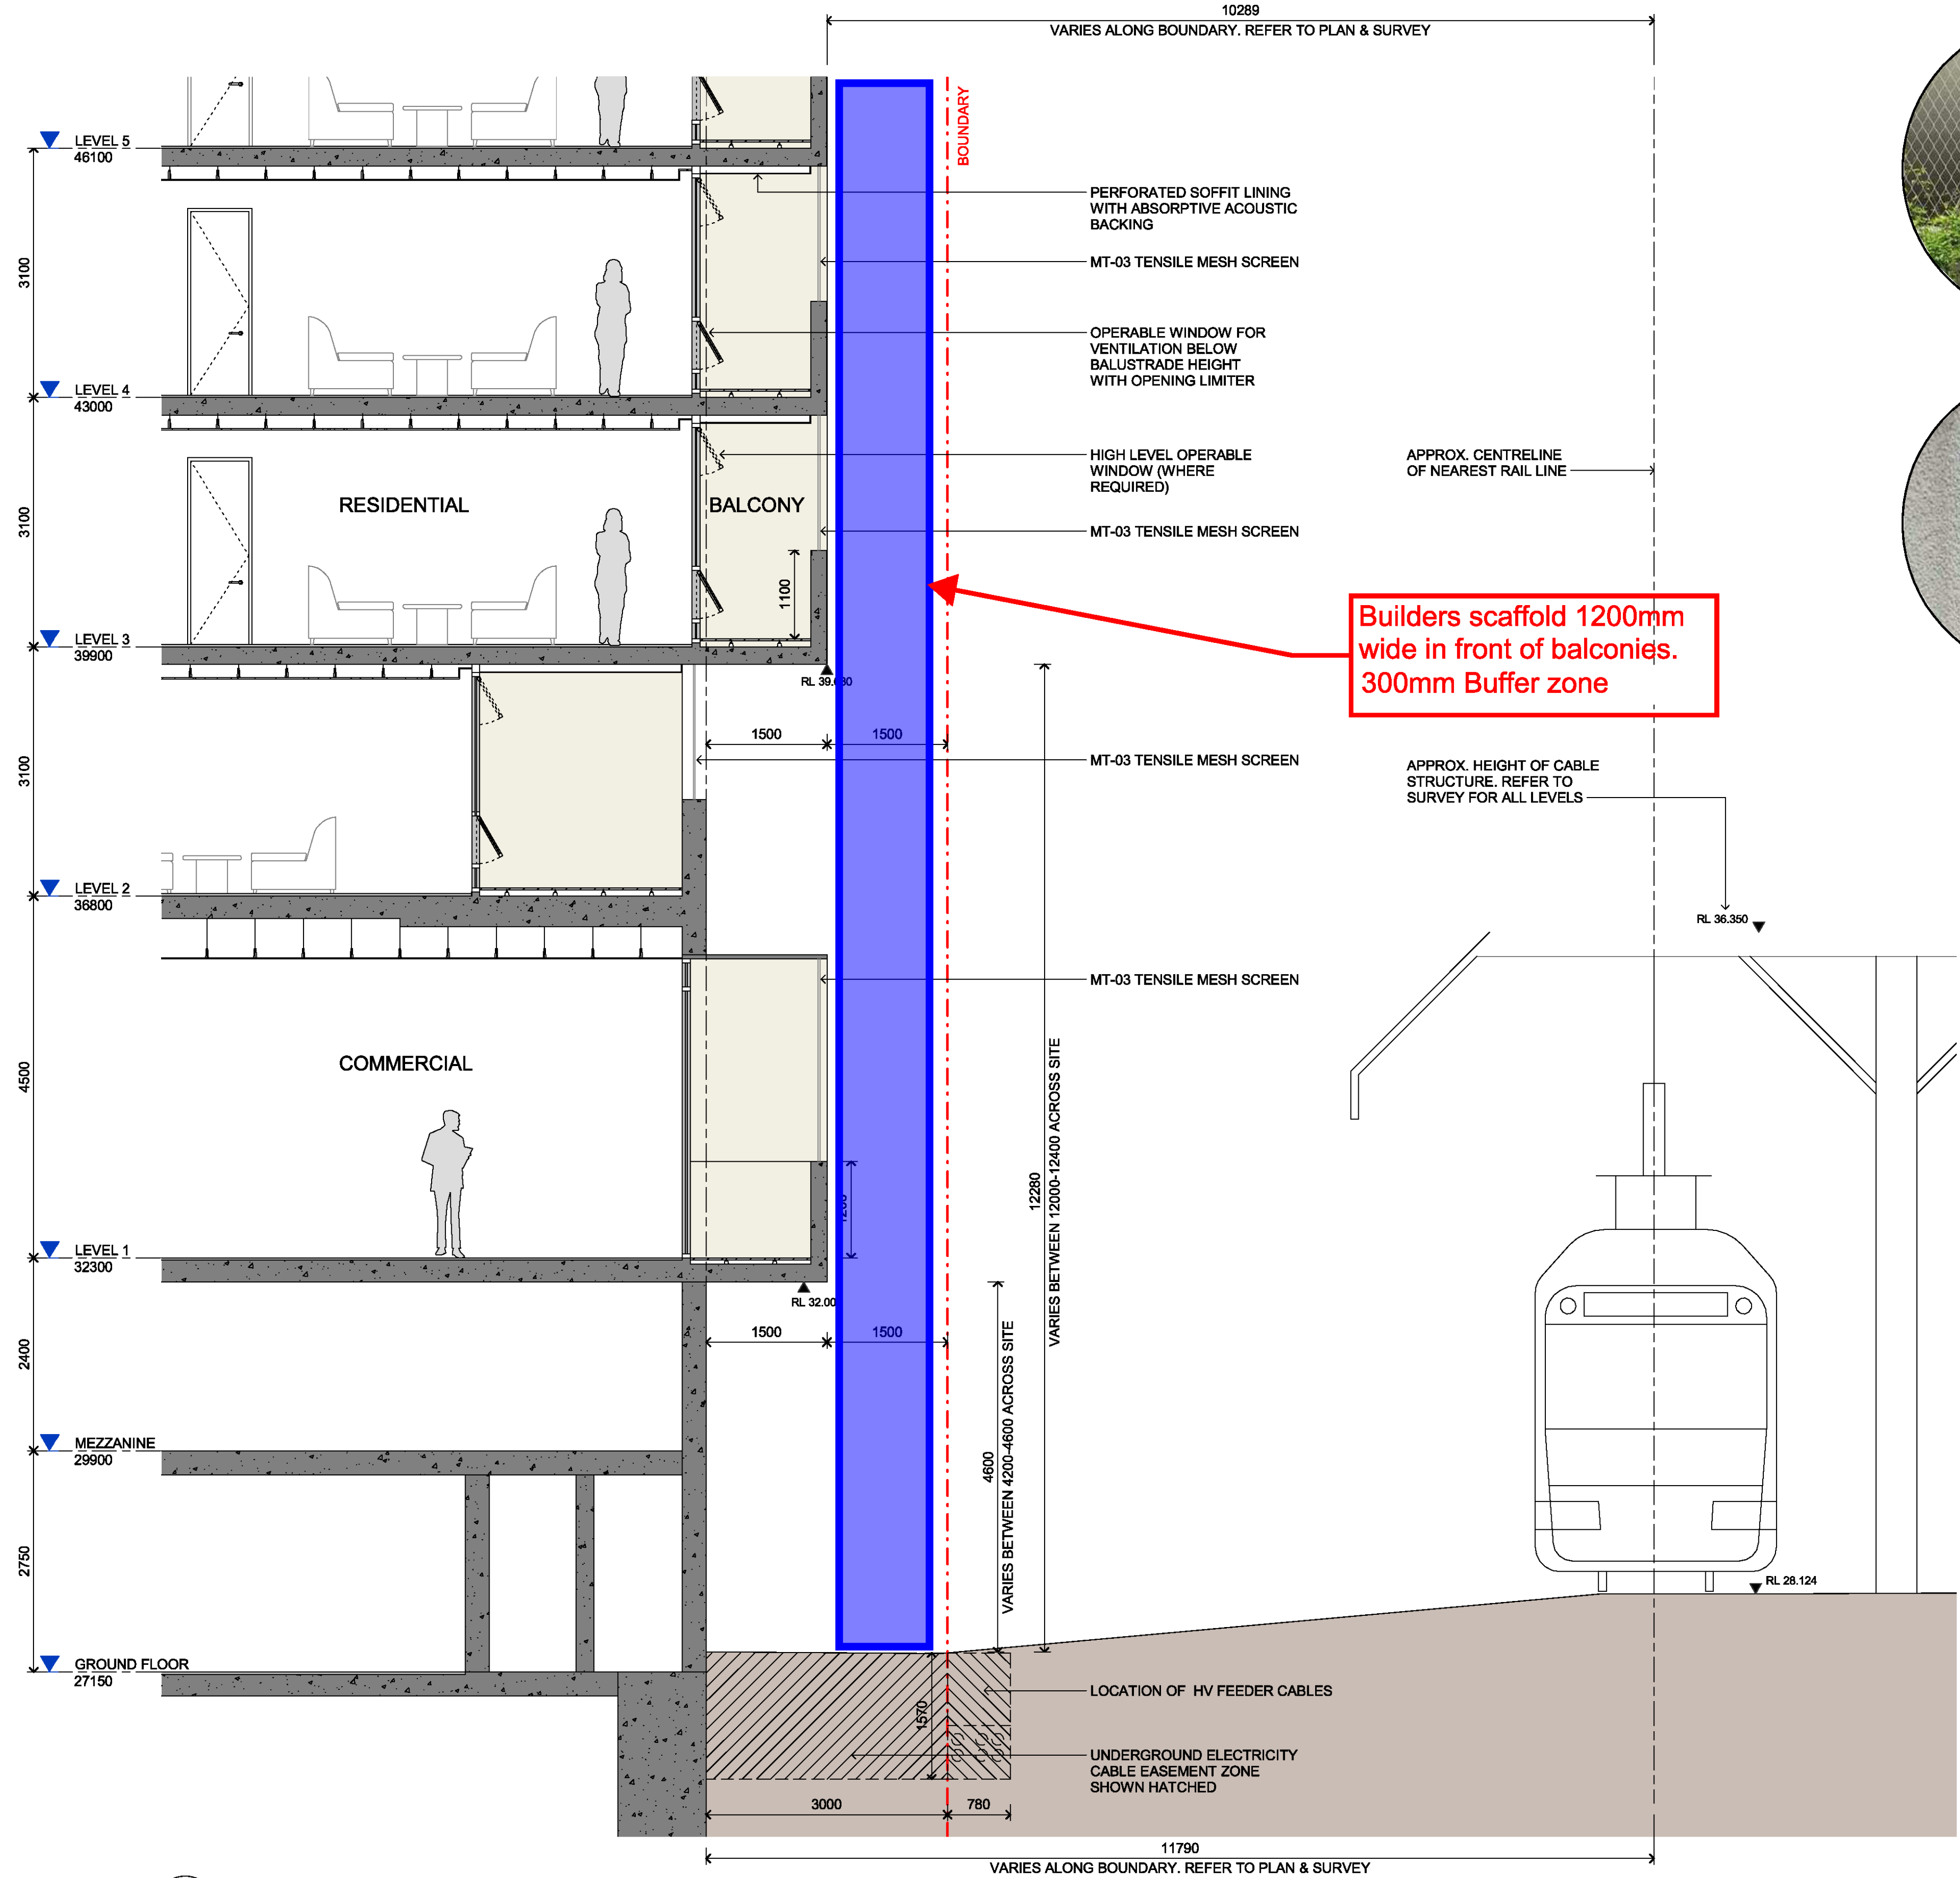 10289
VARIES ALONG BOUNDARY. REFER TO PLAN & SURVEY
BOUNDARY
LEVEL 5
46100
PERFORATED SOFFIT LINING
WITH ABSORPTIVE ACOUSTIC
BACKING
MT-03 TENSILE MESH SCREEN
3100
OPERABLE WINDOW FOR
VENTILATION BELOW
BALUSTRADE HEIGHT
WITH OPENING LIMITER
LEVEL 4
43000
HIGH LEVEL OPERABLE
WINDOW (WHERE
REQUIRED)
APPROX. CENTRELINE
OF NEAREST RAIL LINE
RESIDENTIAL
BALCONY
3100
MT-03 TENSILE MESH SCREEN
1100
Builders scaffold 1200mm
wide in front of balconies.
300mm Buffer zone
LEVEL 3
39900
RL 39.680
1500
1500
3100
MT-03 TENSILE MESH SCREEN
APPROX. HEIGHT OF CABLE
STRUCTURE. REFER TO
SURVEY FOR ALL LEVELS
LEVEL 2
36800
RL 36.350
MT-03 TENSILE MESH SCREEN
COMMERCIAL
4500
12280
VARIES BETWEEN 12000-12400 ACROSS SITE
LEVEL 1
32300
RL 32.00
1500
1500
2400
4600
VARIES BETWEEN 4200-4600 ACROSS SITE
MEZZANINE
29900
2750
RL 28.124
GROUND FLOOR
27150
1570
LOCATION OF HV FEEDER CABLES
UNDERGROUND ELECTRICITY
CABLE EASEMENT ZONE
SHOWN HATCHED
3000
780
11790
VARIES ALONG BOUNDARY. REFER TO PLAN & SURVEY